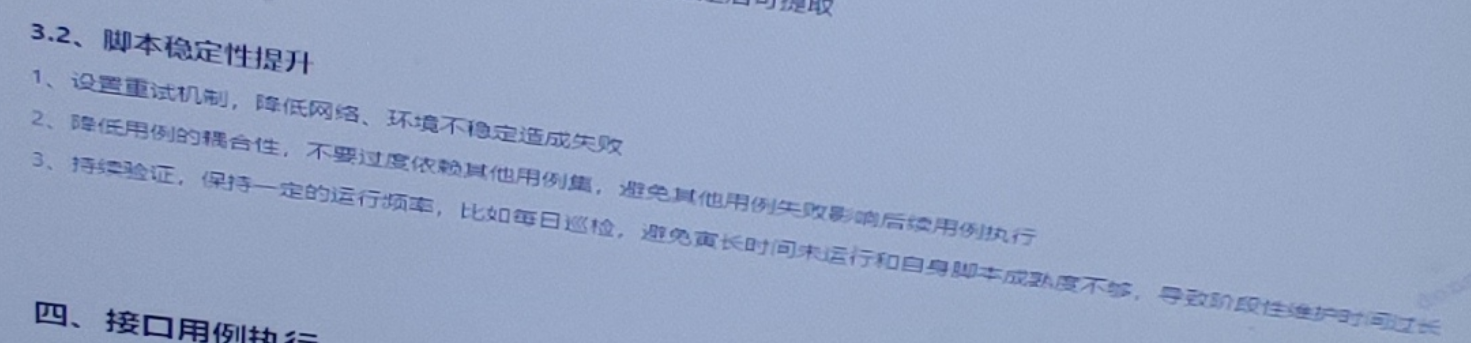 后可提取
3.2、脚本稳定性提升
1、设置重试机制，降低网络、环境不稳定造成失败
2、降低用例的耦合性，不要过度依赖其他用例集，避免其他用例失败影响后续用例执行
3、持续验证，保持一定的运行频率，比如每日巡检，避免寅长时间未运行和自身脚本成熟度不够，导致阶段性维护时间过长
四、接口用例执行